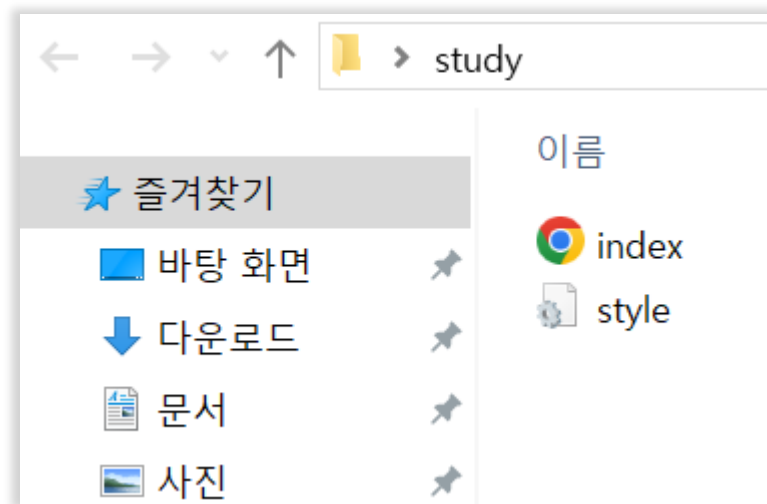 study
즐겨찾기
바탕 화면
다운로드
문서
사진
이름
index
style